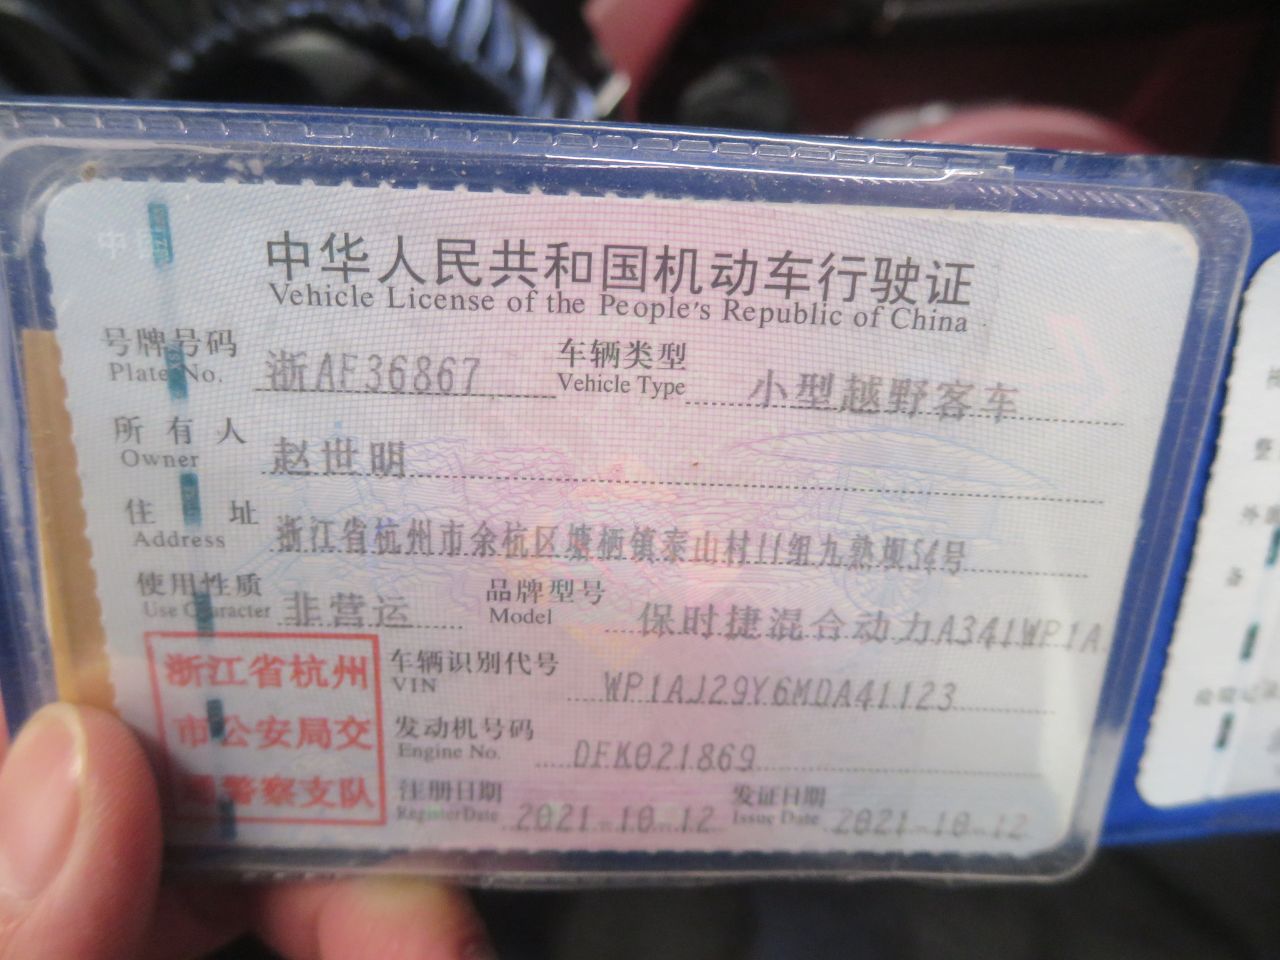 中华人民共和国机动车行驶证
Vehicle License of the People's Republic of China
号牌号码 浙AF36867 车辆类型 小型越野客车
Plate No. Vehicle Type
所有人 赵世明
Owner
住址 浙江省杭州市余杭区塘栖镇泰山村11组九熟坝54号
Address
使用性质 非营运 品牌型号 保时捷混合动力A341WP1A
Use Character Model
浙江省杭州
市公安局交
通警察支队
车辆识别代号 WP1AJ29Y6MDA41123
VIN
发动机号码 DFK021869
Engine No.
注册日期 2021-10-12 发证日期 2021-10-12
Register Date Issue Date